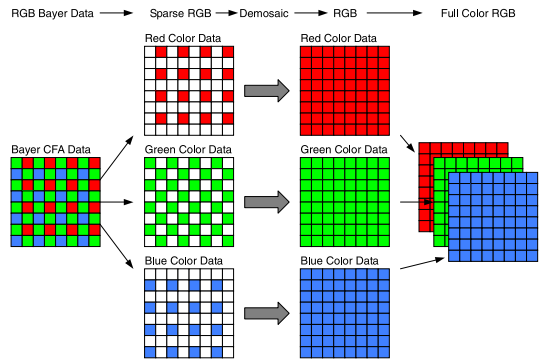 RGB Bayer Data Sparse RGB Demosaic RGB Full Color RGB
Red Color Data Red Color Data
Bayer CFA Data Green Color Data Green Color Data
Blue Color Data Blue Color Data